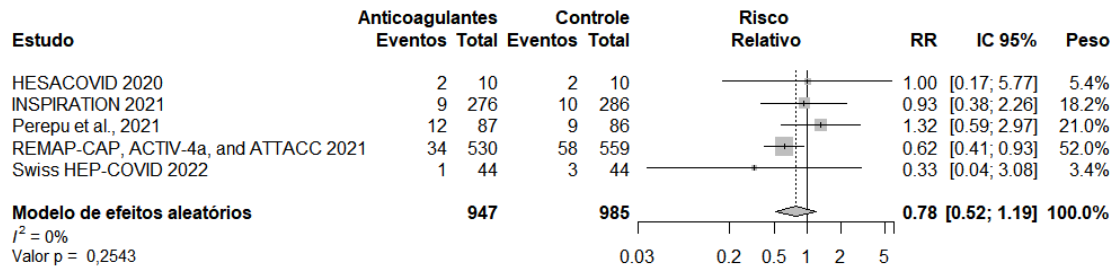 Anticoagulantes Controle Risco
Estudo Eventos Total Eventos Total Relativo RR IC 95% Peso
HESACOVID 2020 2 10 2 10 1.00 [0.17; 5.77] 5.4%
INSPIRATION 2021 9 276 10 286 0.93 [0.38; 2.26] 18.2%
Perepu et al., 2021 12 87 9 86 1.32 [0.59; 2.97] 21.0%
REMAP-CAP, ACTIV-4a, and ATTACC 2021 34 530 58 559 0.62 [0.41; 0.93] 52.0%
Swiss HEP-COVID 2022 1 44 3 44 0.33 [0.04; 3.08] 3.4%
Modelo de efeitos aleatórios 947 985 0.78 [0.52; 1.19] 100.0%
I² = 0%
Valor p = 0,2543 0.03 0.2 0.5 1 2 5